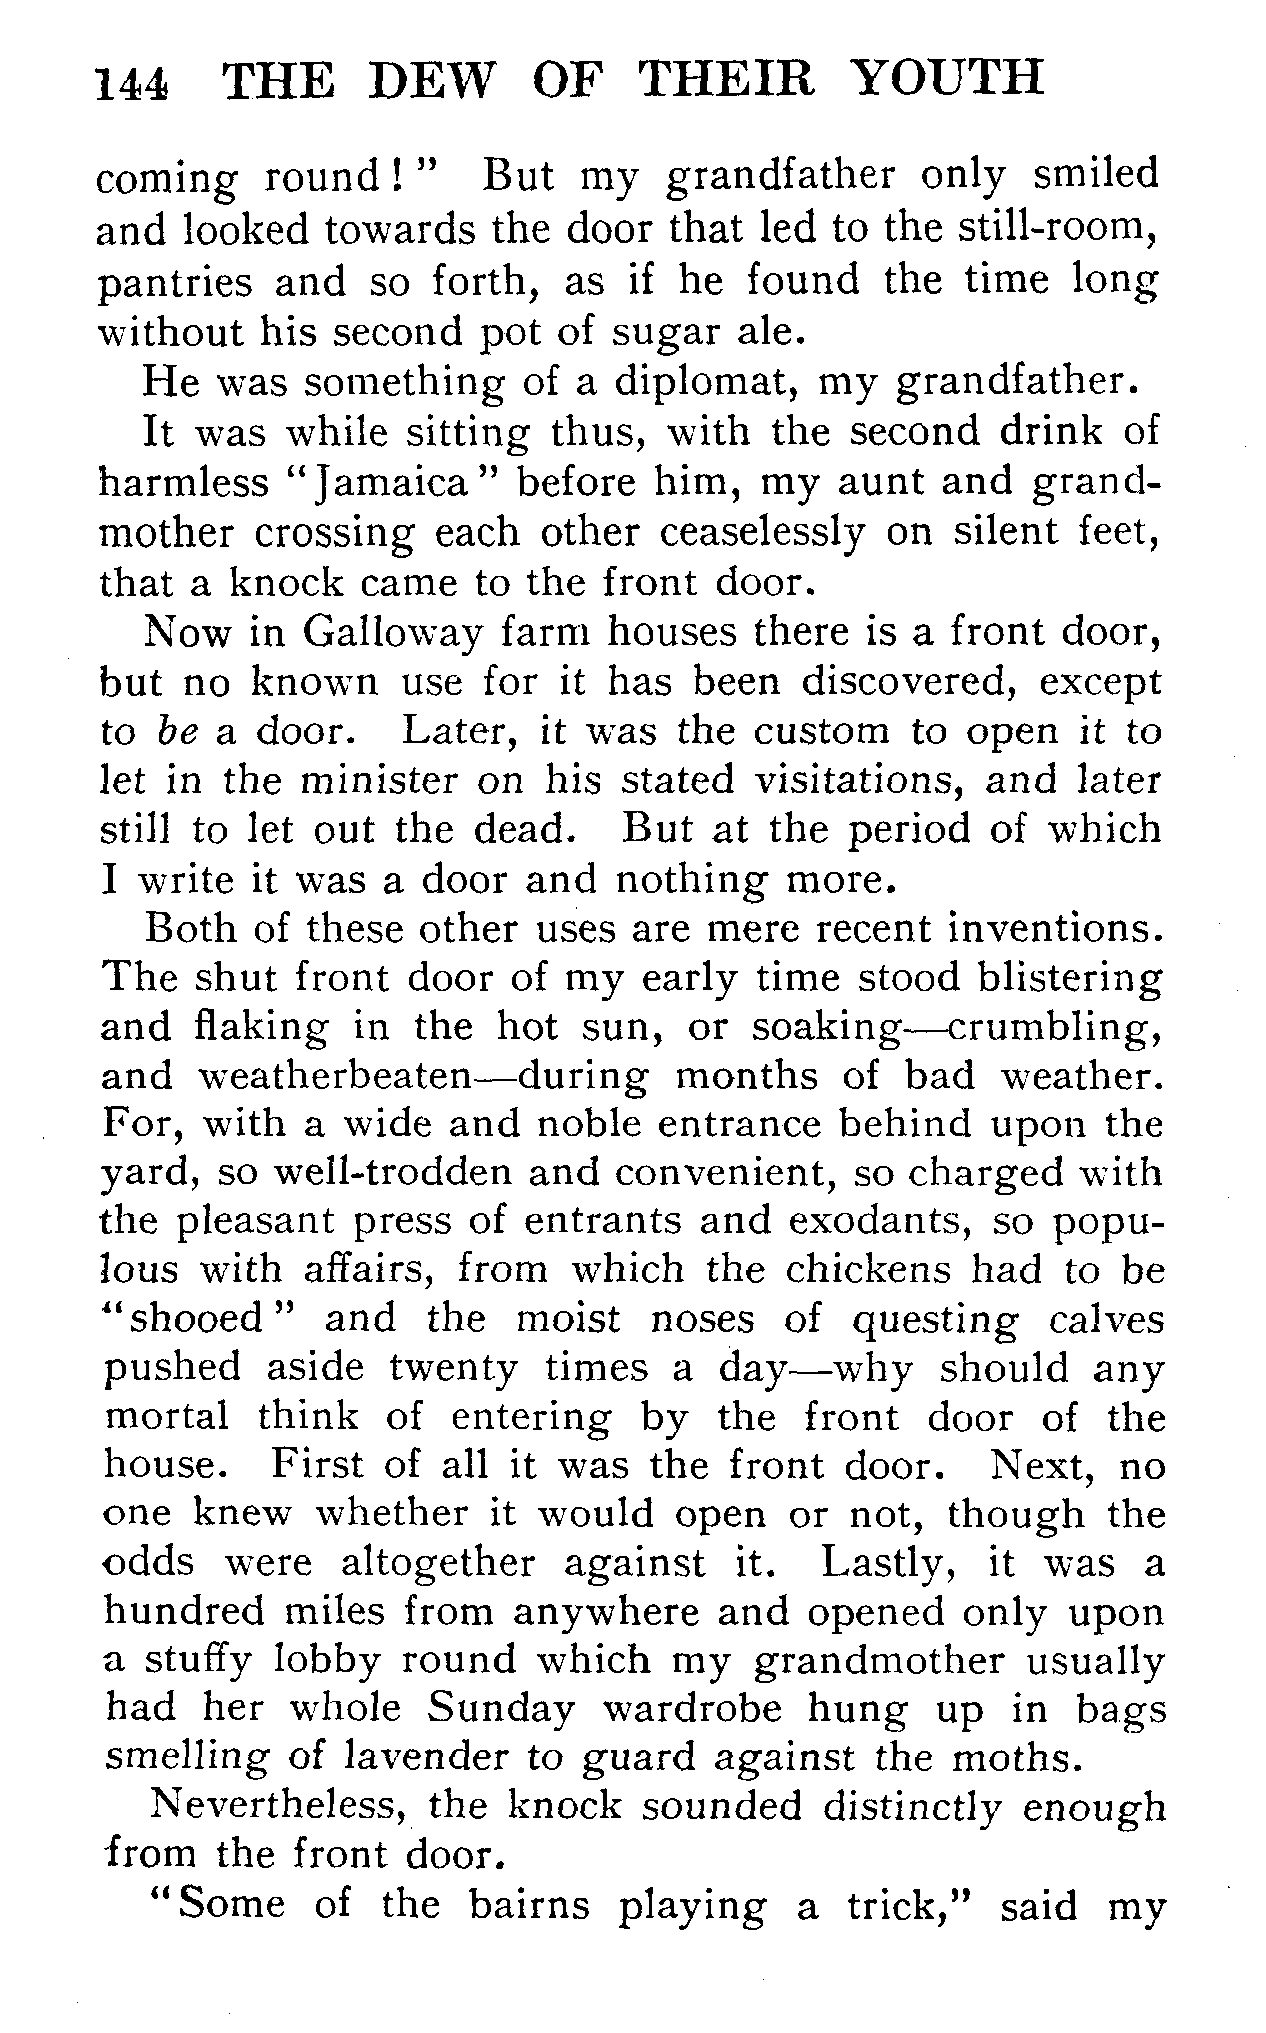 144 THE DEW OF THEIR YOUTH
coming round ! " But my grandfather only smiled
and looked towards the door that led to the still-room,
pantries and so forth, as if he found the time long
without his second pot of sugar ale.
He was something of a diplomat, my grandfather.
It was while sitting thus, with the second drink of
harmless " Jamaica " before him, my aunt and grand-
mother crossing each other ceaselessly on silent feet,
that a knock came to the front door.
Now in Galloway farm houses there is a front door,
but no known use for it has been discovered, except
to be a door. Later, it was the custom to open it to
let in the minister on his stated visitations, and later
still to let out the dead. But at the period of which
I write it was a door and nothing more.
Both of these other uses are mere recent inventions.
The shut front door of my early time stood blistering
and flaking in the hot sun, or soaking—crumbling,
and weatherbeaten—during months of bad weather.
For, with a wide and noble entrance behind upon the
yard, so well-trodden and convenient, so charged with
the pleasant press of entrants and exodants, so popu-
lous with affairs, from which the chickens had to be
" shooed " and the moist noses of questing calves
pushed aside twenty times a day—why should any
mortal think of entering by the front door of the
house. First of all it was the front door. Next, no
one knew whether it would open or not, though the
odds were altogether against it. Lastly, it was a
hundred miles from anywhere and opened only upon
a stuffy lobby round which my grandmother usually
had her whole Sunday wardrobe hung up in bags
smelling of lavender to guard against the moths.
Nevertheless, the knock sounded distinctly enough
from the front door.
" Some of the bairns playing a trick," said my